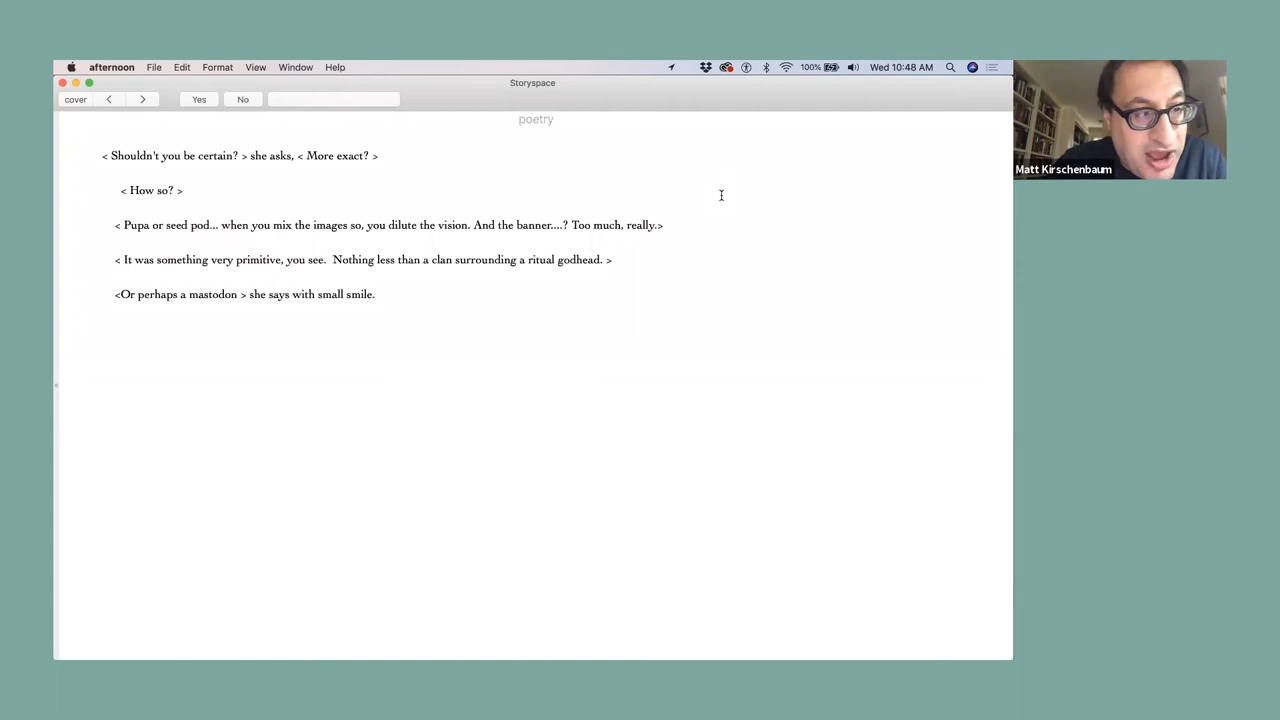 afternoon File Edit Format View Window Help 100% Wed 10:48 AM
Storyspace
cover Yes No
poetry
< Shouldn't you be certain? > she asks, < More exact? >
< How so? >
< Pupa or seed pod... when you mix the images so, you dilute the vision. And the banner....? Too much, really.>
< It was something very primitive, you see.  Nothing less than a clan surrounding a ritual godhead. >
<Or perhaps a mastodon > she says with small smile.
Matt Kirschenbaum